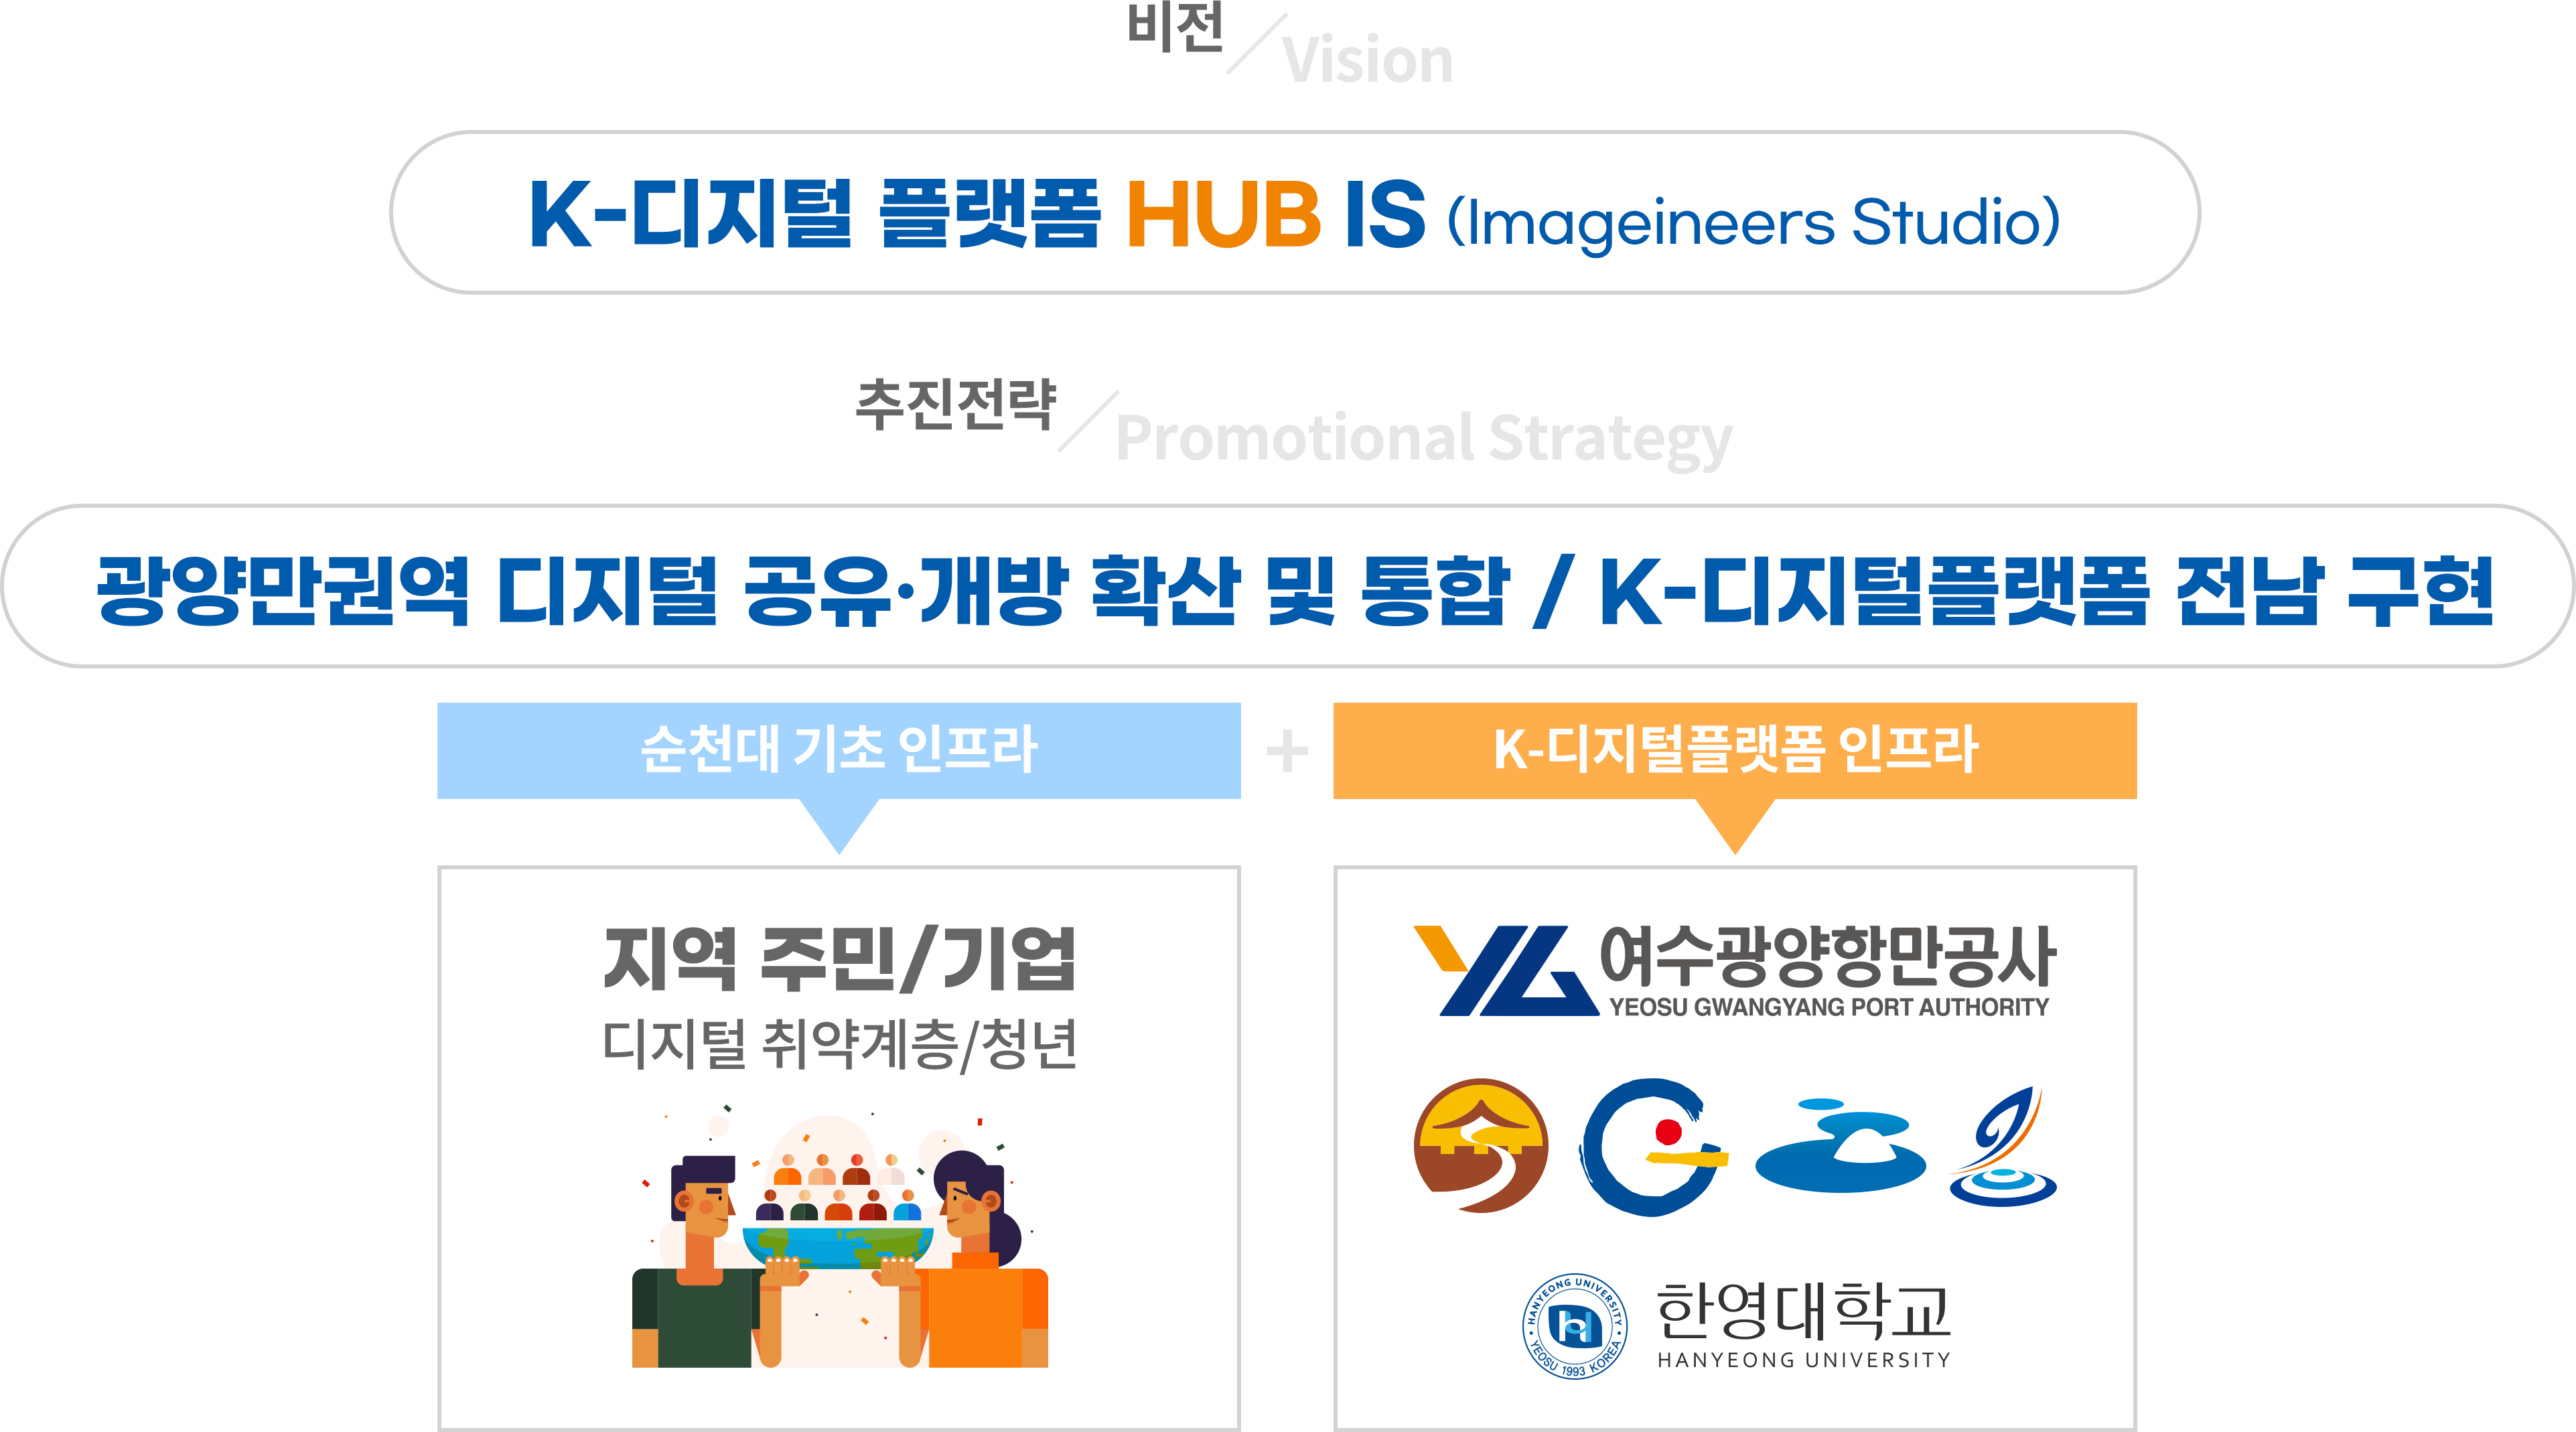 비전 / Vision
K-디지털 플랫폼 HUB IS (Imageineers Studio)
추진전략 / Promotional Strategy
광양만권역 디지털 공유·개방 확산 및 통합 / K-디지털플랫폼 전남 구현
순천대 기초 인프라 + K-디지털플랫폼 인프라
지역 주민/기업
디지털 취약계층/청년
여수광양항만공사
YEOSU GWANGYANG PORT AUTHORITY
HANYEONG UNIVERSITY
YEOSU 1993 KOREA
한영대학교
HANYEONG UNIVERSITY